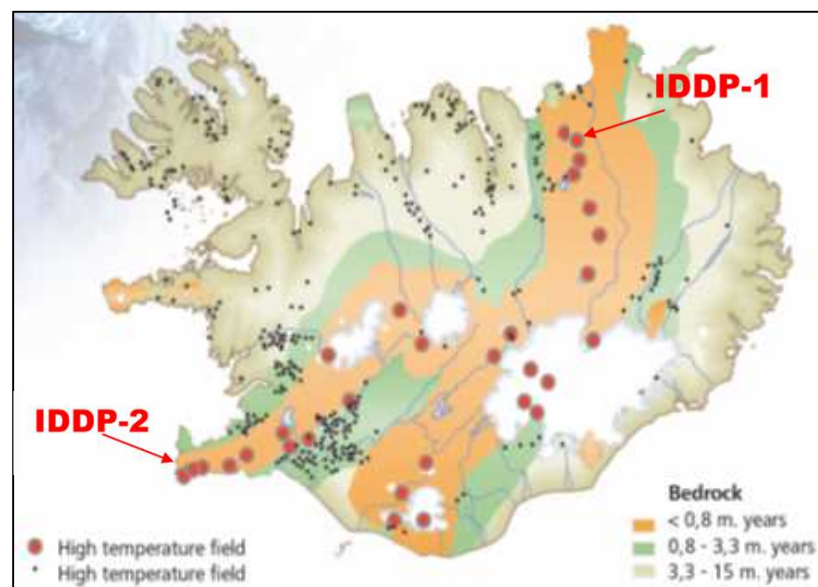 IDDP-1
IDDP-2
Bedrock
< 0,8 m. years
0,8 - 3,3 m. years
3,3 - 15 m. years
High temperature field
High temperature field